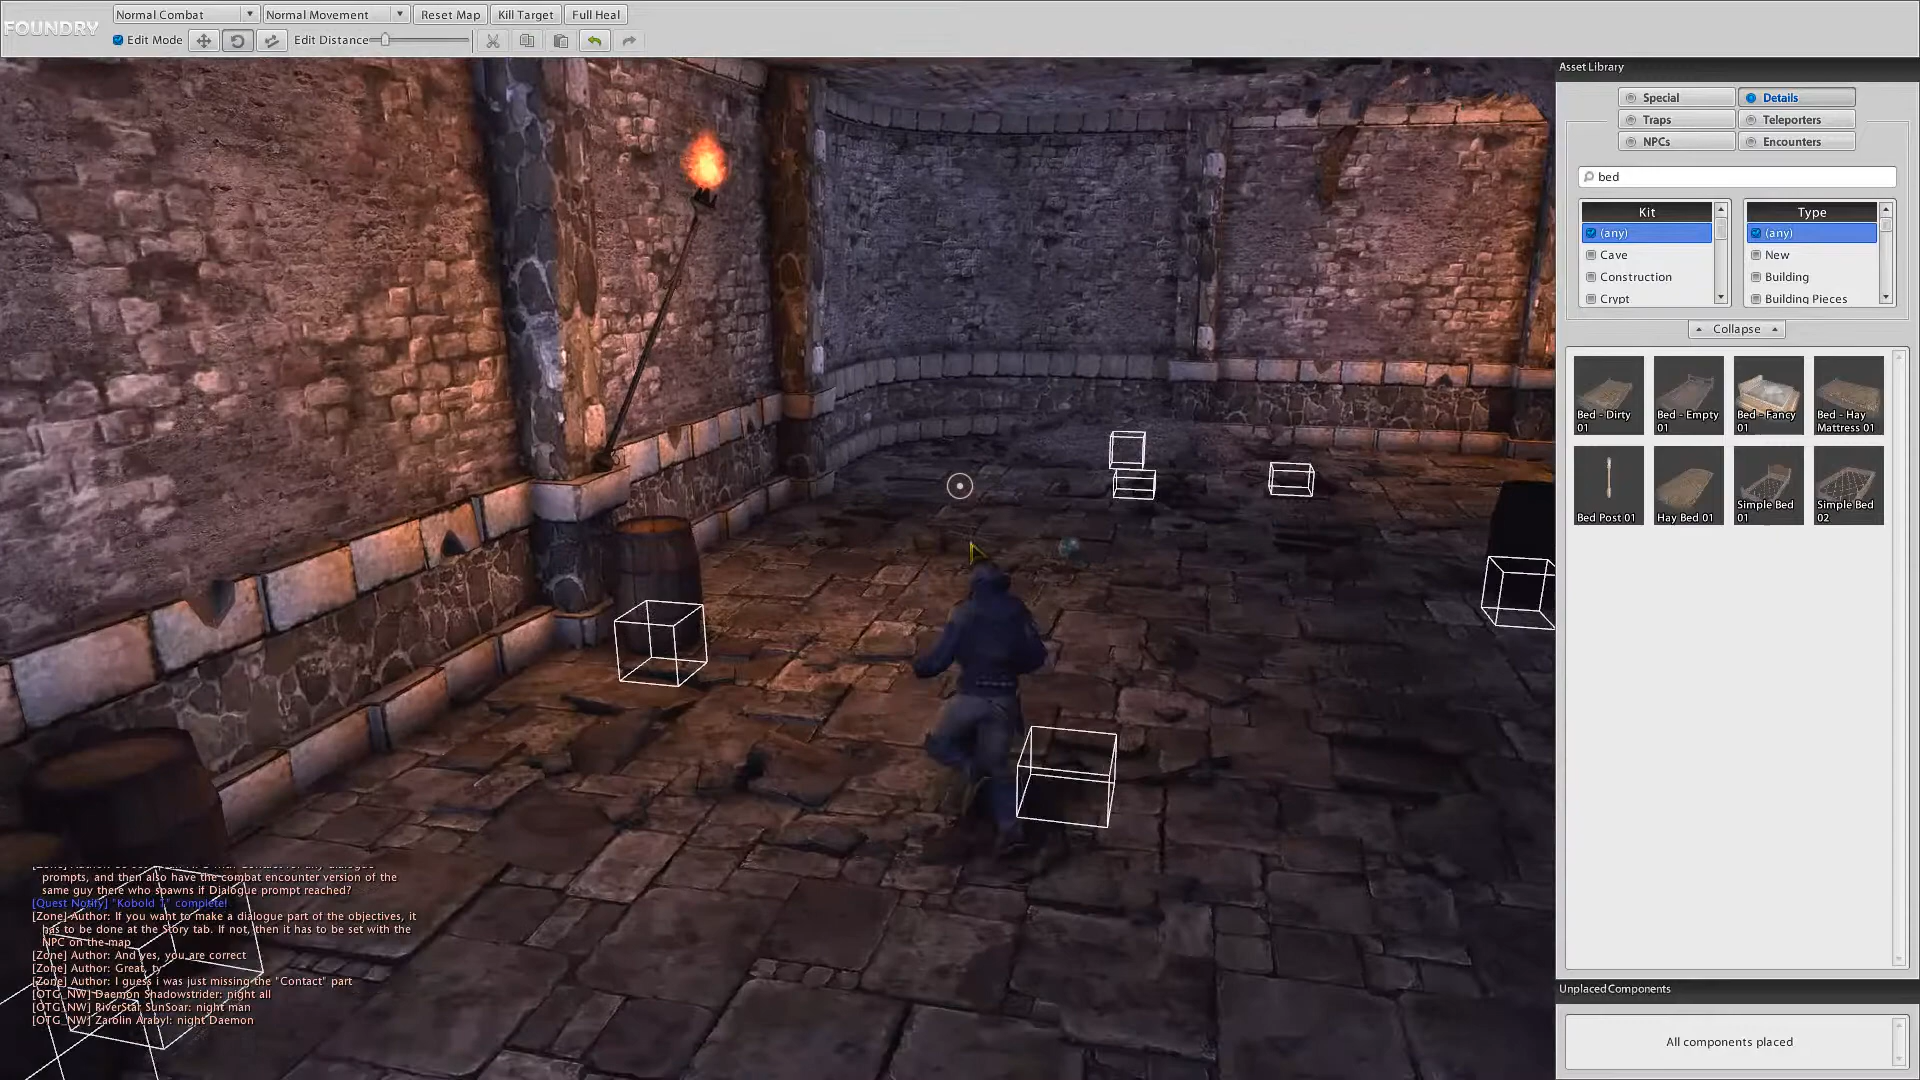 FOUNDRY
Normal Combat
Normal Movement
Reset Map
Kill Target
Full Heal
Edit Mode
Edit Distance
Asset Library
Special
Details
Traps
Teleporters
NPCs
Encounters
bed
Kit
Type
(any)
(any)
Cave
New
Construction
Building
Crypt
Building Pieces
Collapse
Bed - Dirty
01
Bed - Empty
01
Bed - Fancy
01
Bed - Hay
Mattress 01
Bed Post 01
Hay Bed 01
Simple Bed
01
Simple Bed
02
prompts, and then also have the combat encounter version of the
same guy there who spawns if Dialogue prompt reached?
[Quest Notify] "Kobold 1" complete!
[Zone] Author: If you want to make a dialogue part of the objectives, it
has to be done at the Story tab. If not, then it has to be set with the
NPC on the map
[Zone] Author: And yes, you are correct
[Zone] Author: Great, ty
[Zone] Author: I guess i was just missing the "Contact" part
[OTG_NW] Daemon Shadowstrider: night all
[OTG_NW] RiverStar SunSoar: night man
[OTG_NW] Zarolin Arabyl: night Daemon
Unplaced Components
All components placed